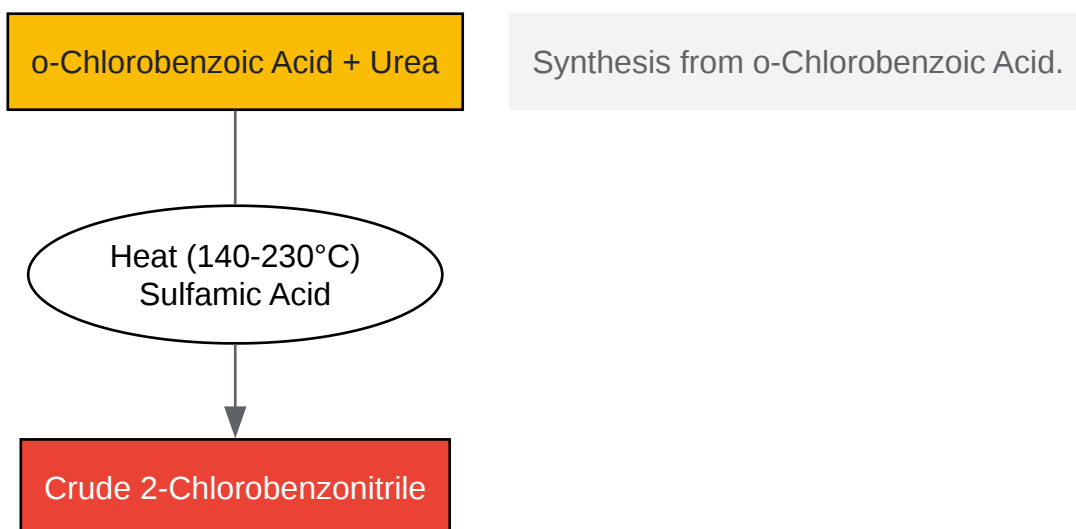 o-Chlorobenzoic Acid + Urea
Synthesis from o-Chlorobenzoic Acid.
Heat (140-230°C)
Sulfamic Acid
Crude 2-Chlorobenzonitrile